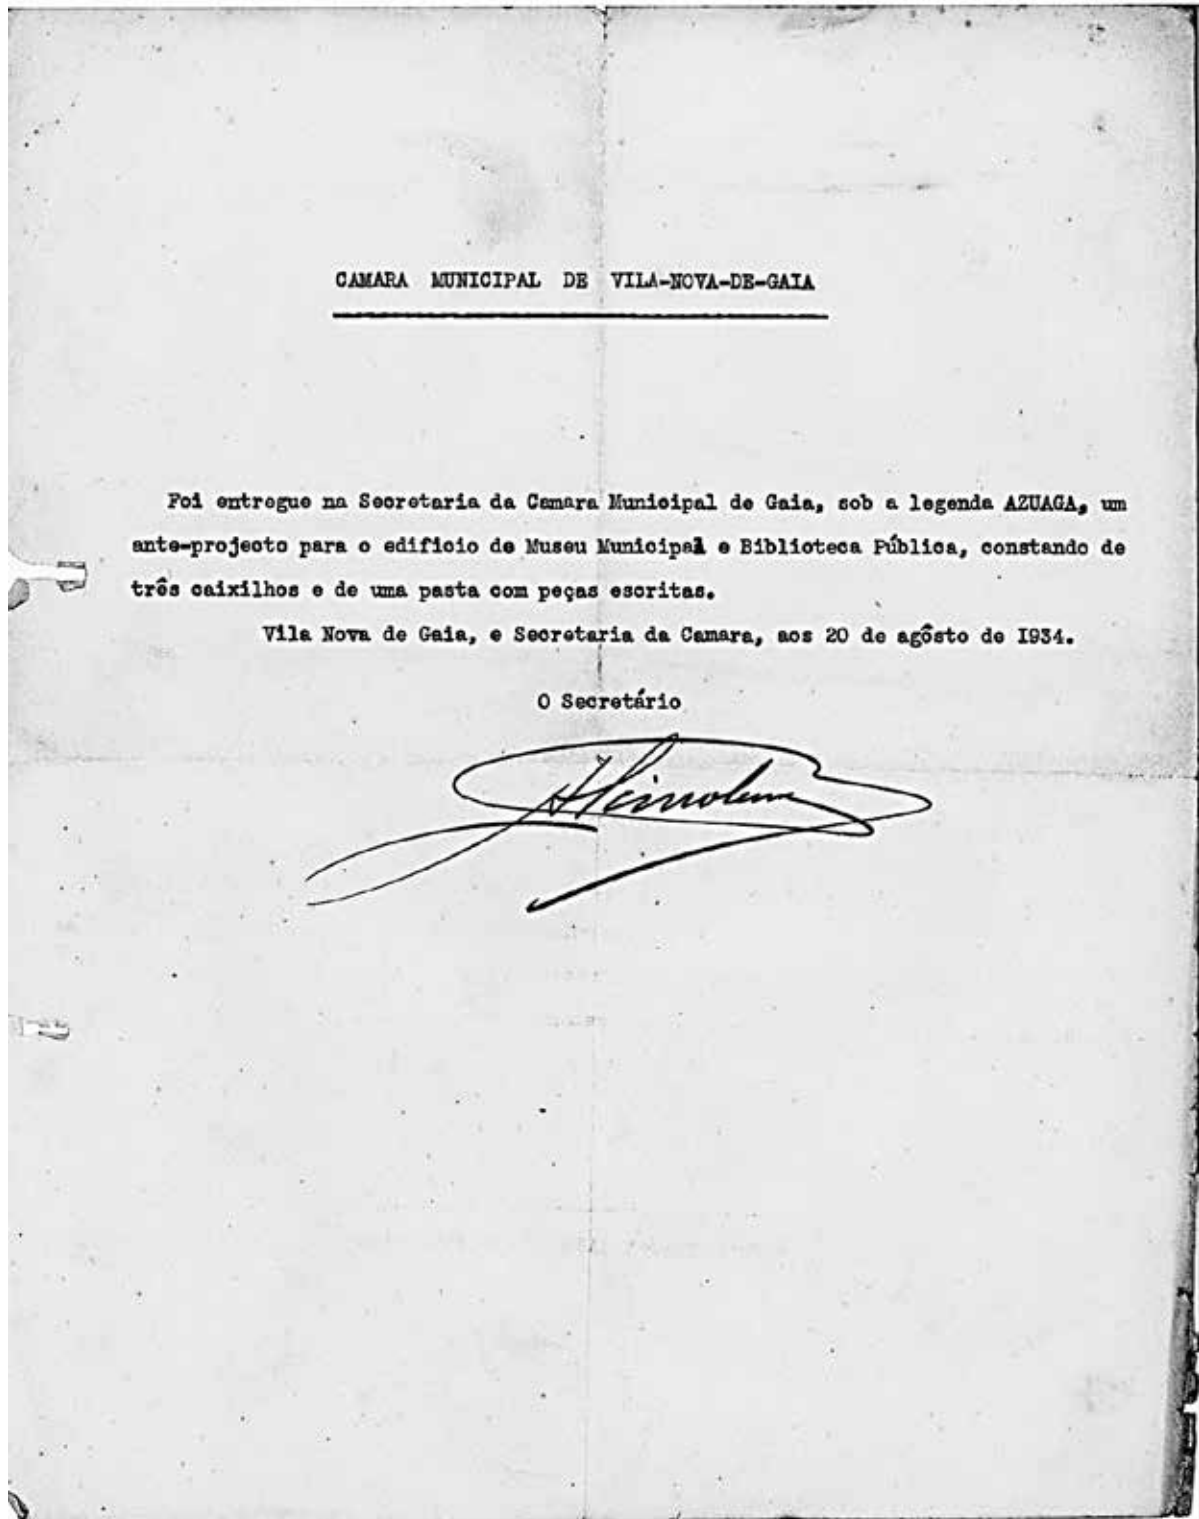 CAMARA MUNICIPAL DE VILA-NOVA-DE-GAIA
Foi entregue na Secretaria da Camara Municipal de Gaia, sob a legenda AZUAGA, um
ante-projecto para o edificio de Museu Municipal e Biblioteca Pública, constando de
três caixilhos e de uma pasta com peças escritas.
Vila Nova de Gaia, e Secretaria da Camara, aos 20 de agôsto de 1934.
O Secretário